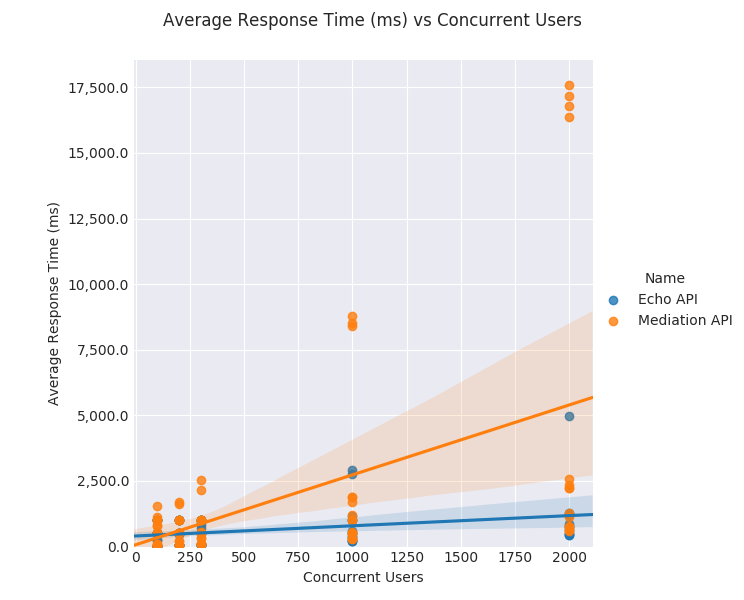 Average Response Time (ms) vs Concurrent Users
17,500.0
15,000.0
12,500.0
10,000.0
7,500.0
5,000.0
2,500.0
0.0
Average Response Time (ms)
0 250 500 750 1000 1250 1500 1750 2000
Concurrent Users
Name
Echo API
Mediation API